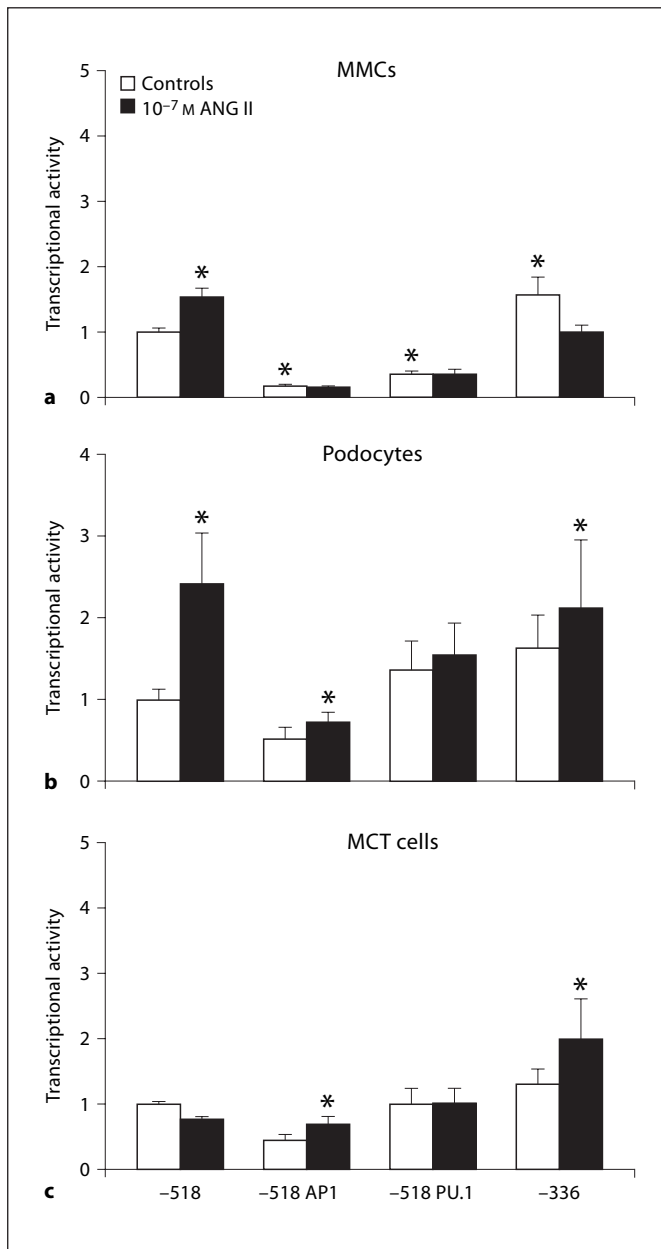 MMCs
Controls
10⁻⁷ M ANG II
Transcriptional activity
5
4
3
2
1
0
*
*
*
*
a
Podocytes
Transcriptional activity
4
3
2
1
0
*
*
*
b
MCT cells
Transcriptional activity
5
4
3
2
1
0
*
*
c
–518 –518 AP1 –518 PU.1 –336